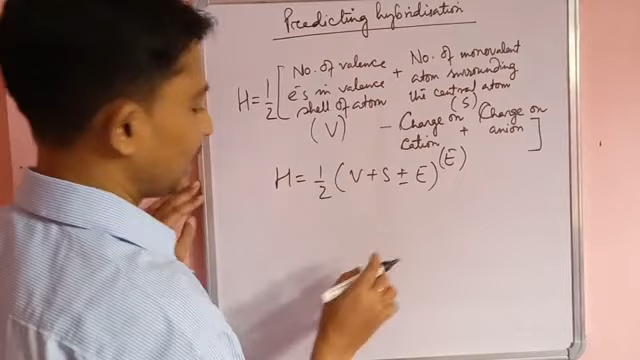 Predicting hybridisation
H = 1/2 [ No. of valence ēs in valence shell of atom (V) + No. of monovalent atom surrounding the central atom (S)
- Charge on cation + Charge on anion ] (E)
H = 1/2 (V + S ± E)